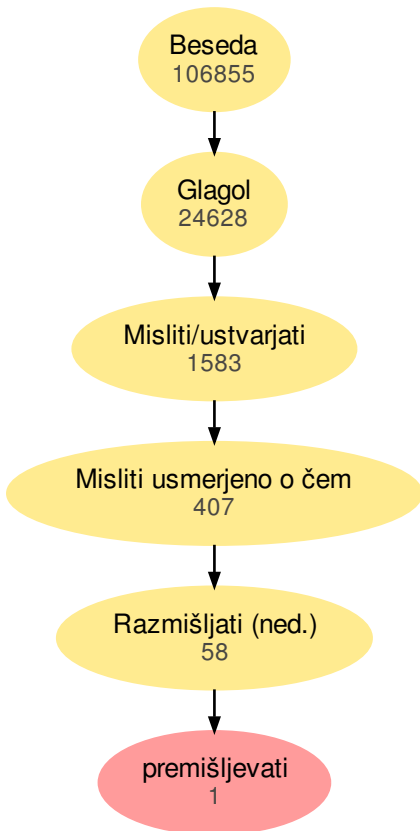 Beseda
106855
Glagol
24628
Misliti/ustvarjati
1583
Misliti usmerjeno o čem
407
Razmišljati (ned.)
58
premišljevati
1